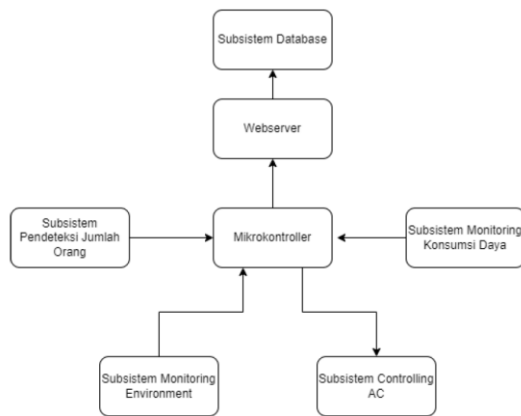 Subsistem Database
Webserver
Subsistem
Pendeteksi Jumlah
Orang
Mikrokontroller
Subsistem Monitoring
Konsumsi Daya
Subsistem Monitoring
Environment
Subsistem Controlling
AC